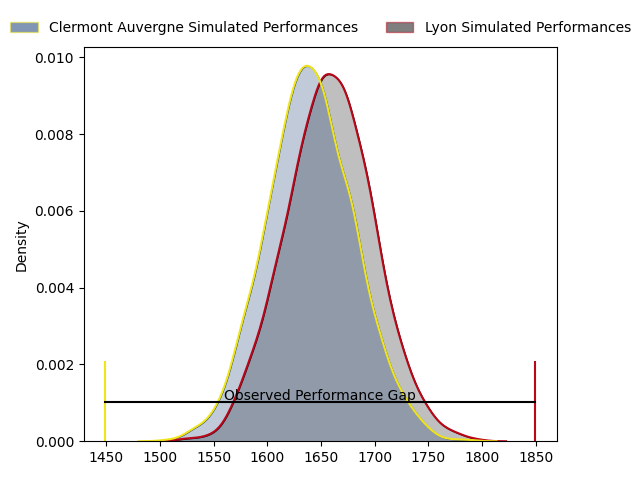 Clermont Auvergne Simulated Performances
Lyon Simulated Performances
0.010
0.008
0.006
0.004
0.002
0.000
Density
Observed Performance Gap
1450 1500 1550 1600 1650 1700 1750 1800 1850